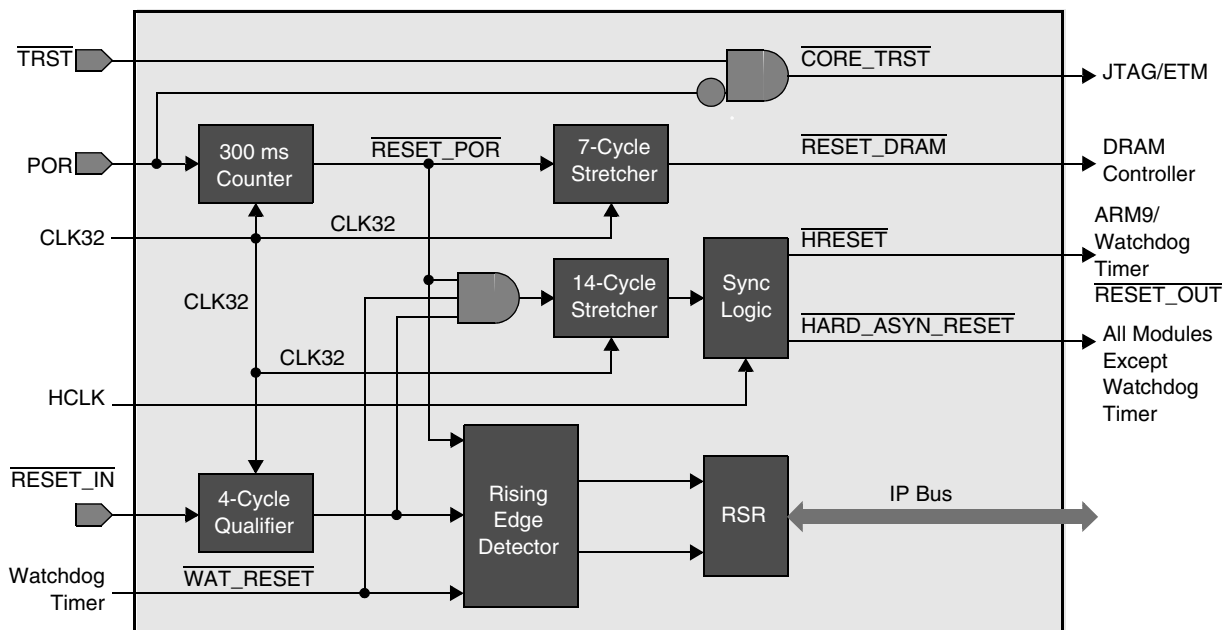 TRST
CORE_TRST
JTAG/ETM
POR
300 ms
Counter
RESET_POR
7-Cycle
Stretcher
RESET_DRAM
DRAM
Controller
CLK32
CLK32
CLK32
14-Cycle
Stretcher
Sync
Logic
HRESET
ARM9/
Watchdog
Timer
RESET_OUT
HARD_ASYN_RESET
All Modules
Except
Watchdog
Timer
CLK32
HCLK
RESET_IN
4-Cycle
Qualifier
Rising
Edge
Detector
RSR
IP Bus
Watchdog
Timer
WAT_RESET